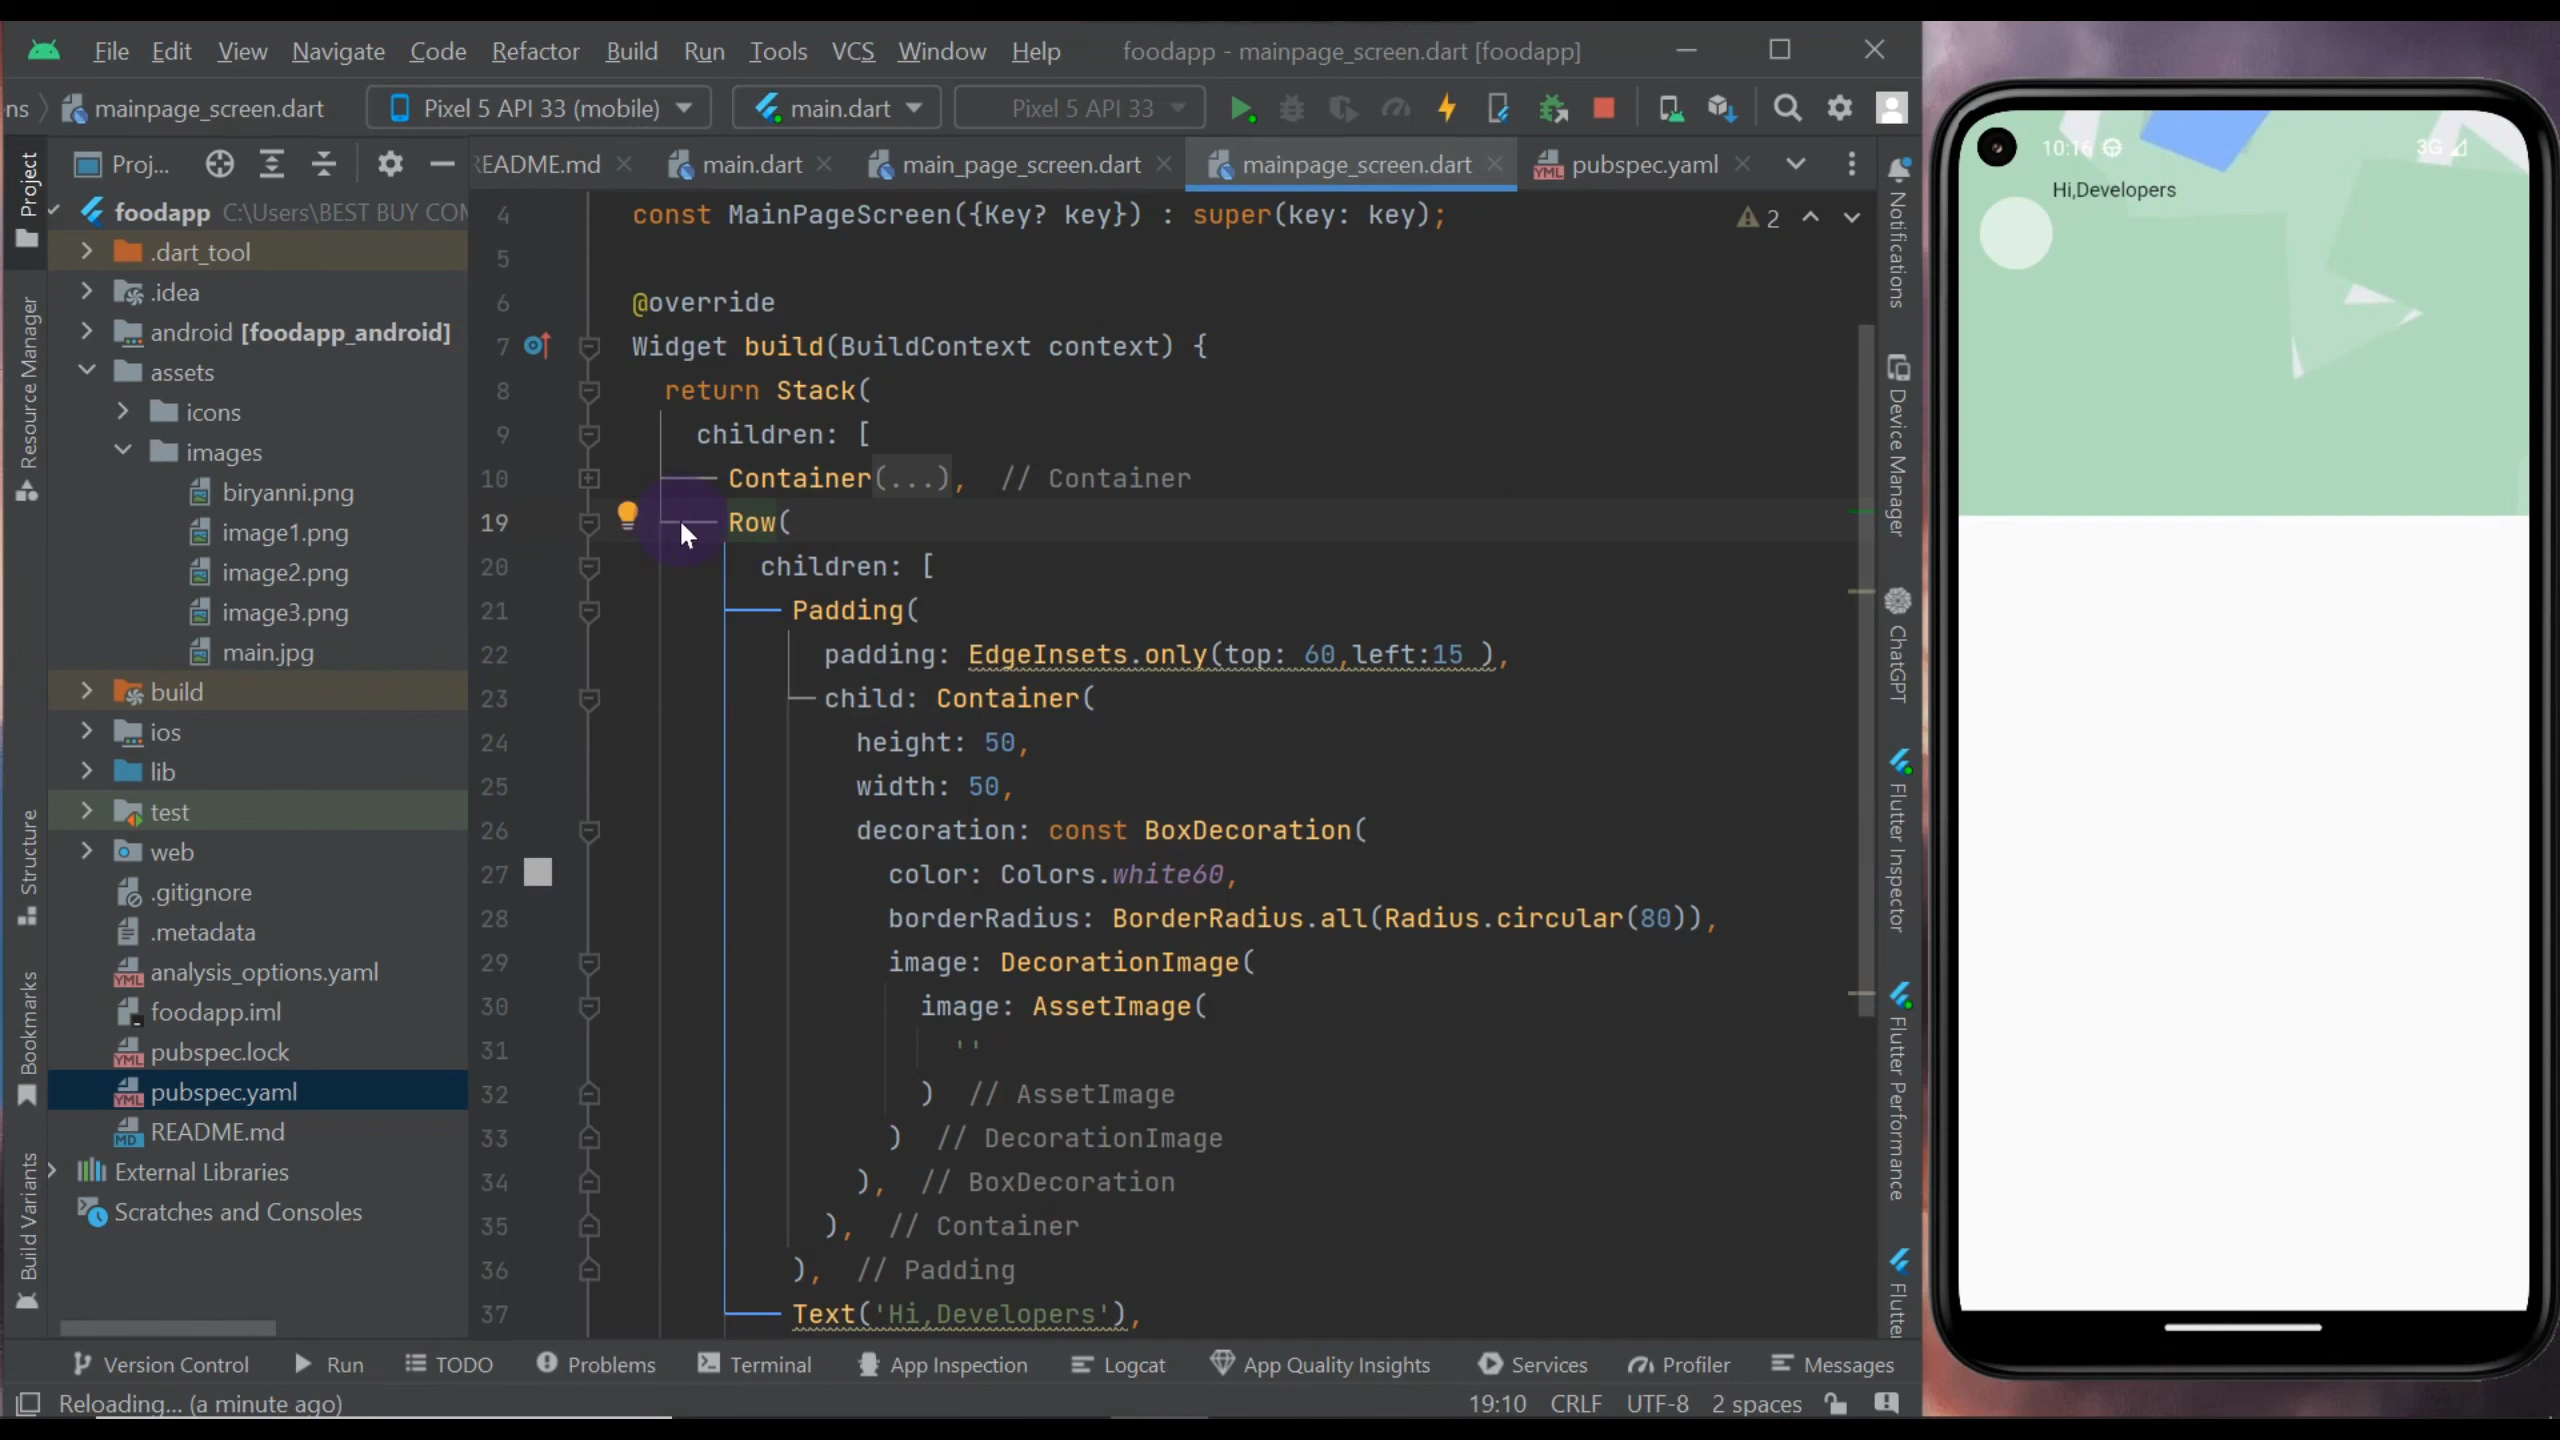 File Edit View Navigate Code Refactor Build Run Tools VCS Window Help foodapp - mainpage_screen.dart [foodapp]
ns mainpage_screen.dart Pixel 5 API 33 (mobile) main.dart Pixel 5 API 33
Proj... README.md main.dart main_page_screen.dart mainpage_screen.dart pubspec.yaml
Project
Resource Manager
Structure
Bookmarks
Build Variants
foodapp C:\Users\BEST BUY COM
.dart_tool
.idea
android [foodapp_android]
assets
icons
images
biryanni.png
image1.png
image2.png
image3.png
main.jpg
build
ios
lib
test
web
.gitignore
.metadata
analysis_options.yaml
foodapp.iml
pubspec.lock
pubspec.yaml
README.md
External Libraries
Scratches and Consoles
4 const MainPageScreen({Key? key}) : super(key: key);
2
5
6 @override
7 Widget build(BuildContext context) {
8 return Stack(
9 children: [
10 Container(...), // Container
19 Row(
20 children: [
21 Padding(
22 padding: EdgeInsets.only(top: 60,left:15 ),
23 child: Container(
24 height: 50,
25 width: 50,
26 decoration: const BoxDecoration(
27 color: Colors.white60,
28 borderRadius: BorderRadius.all(Radius.circular(80)),
29 image: DecorationImage(
30 image: AssetImage(
31 ''
32 ) // AssetImage
33 ) // DecorationImage
34 ), // BoxDecoration
35 ), // Container
36 ), // Padding
37 Text('Hi,Developers'),
Notifications
Device Manager
ChatGPT
Flutter Inspector
Flutter Performance
Flutter
10:16 3G
Hi,Developers
Version Control Run TODO Problems Terminal App Inspection Logcat App Quality Insights Services Profiler Messages
Reloading... (a minute ago) 19:10 CRLF UTF-8 2 spaces